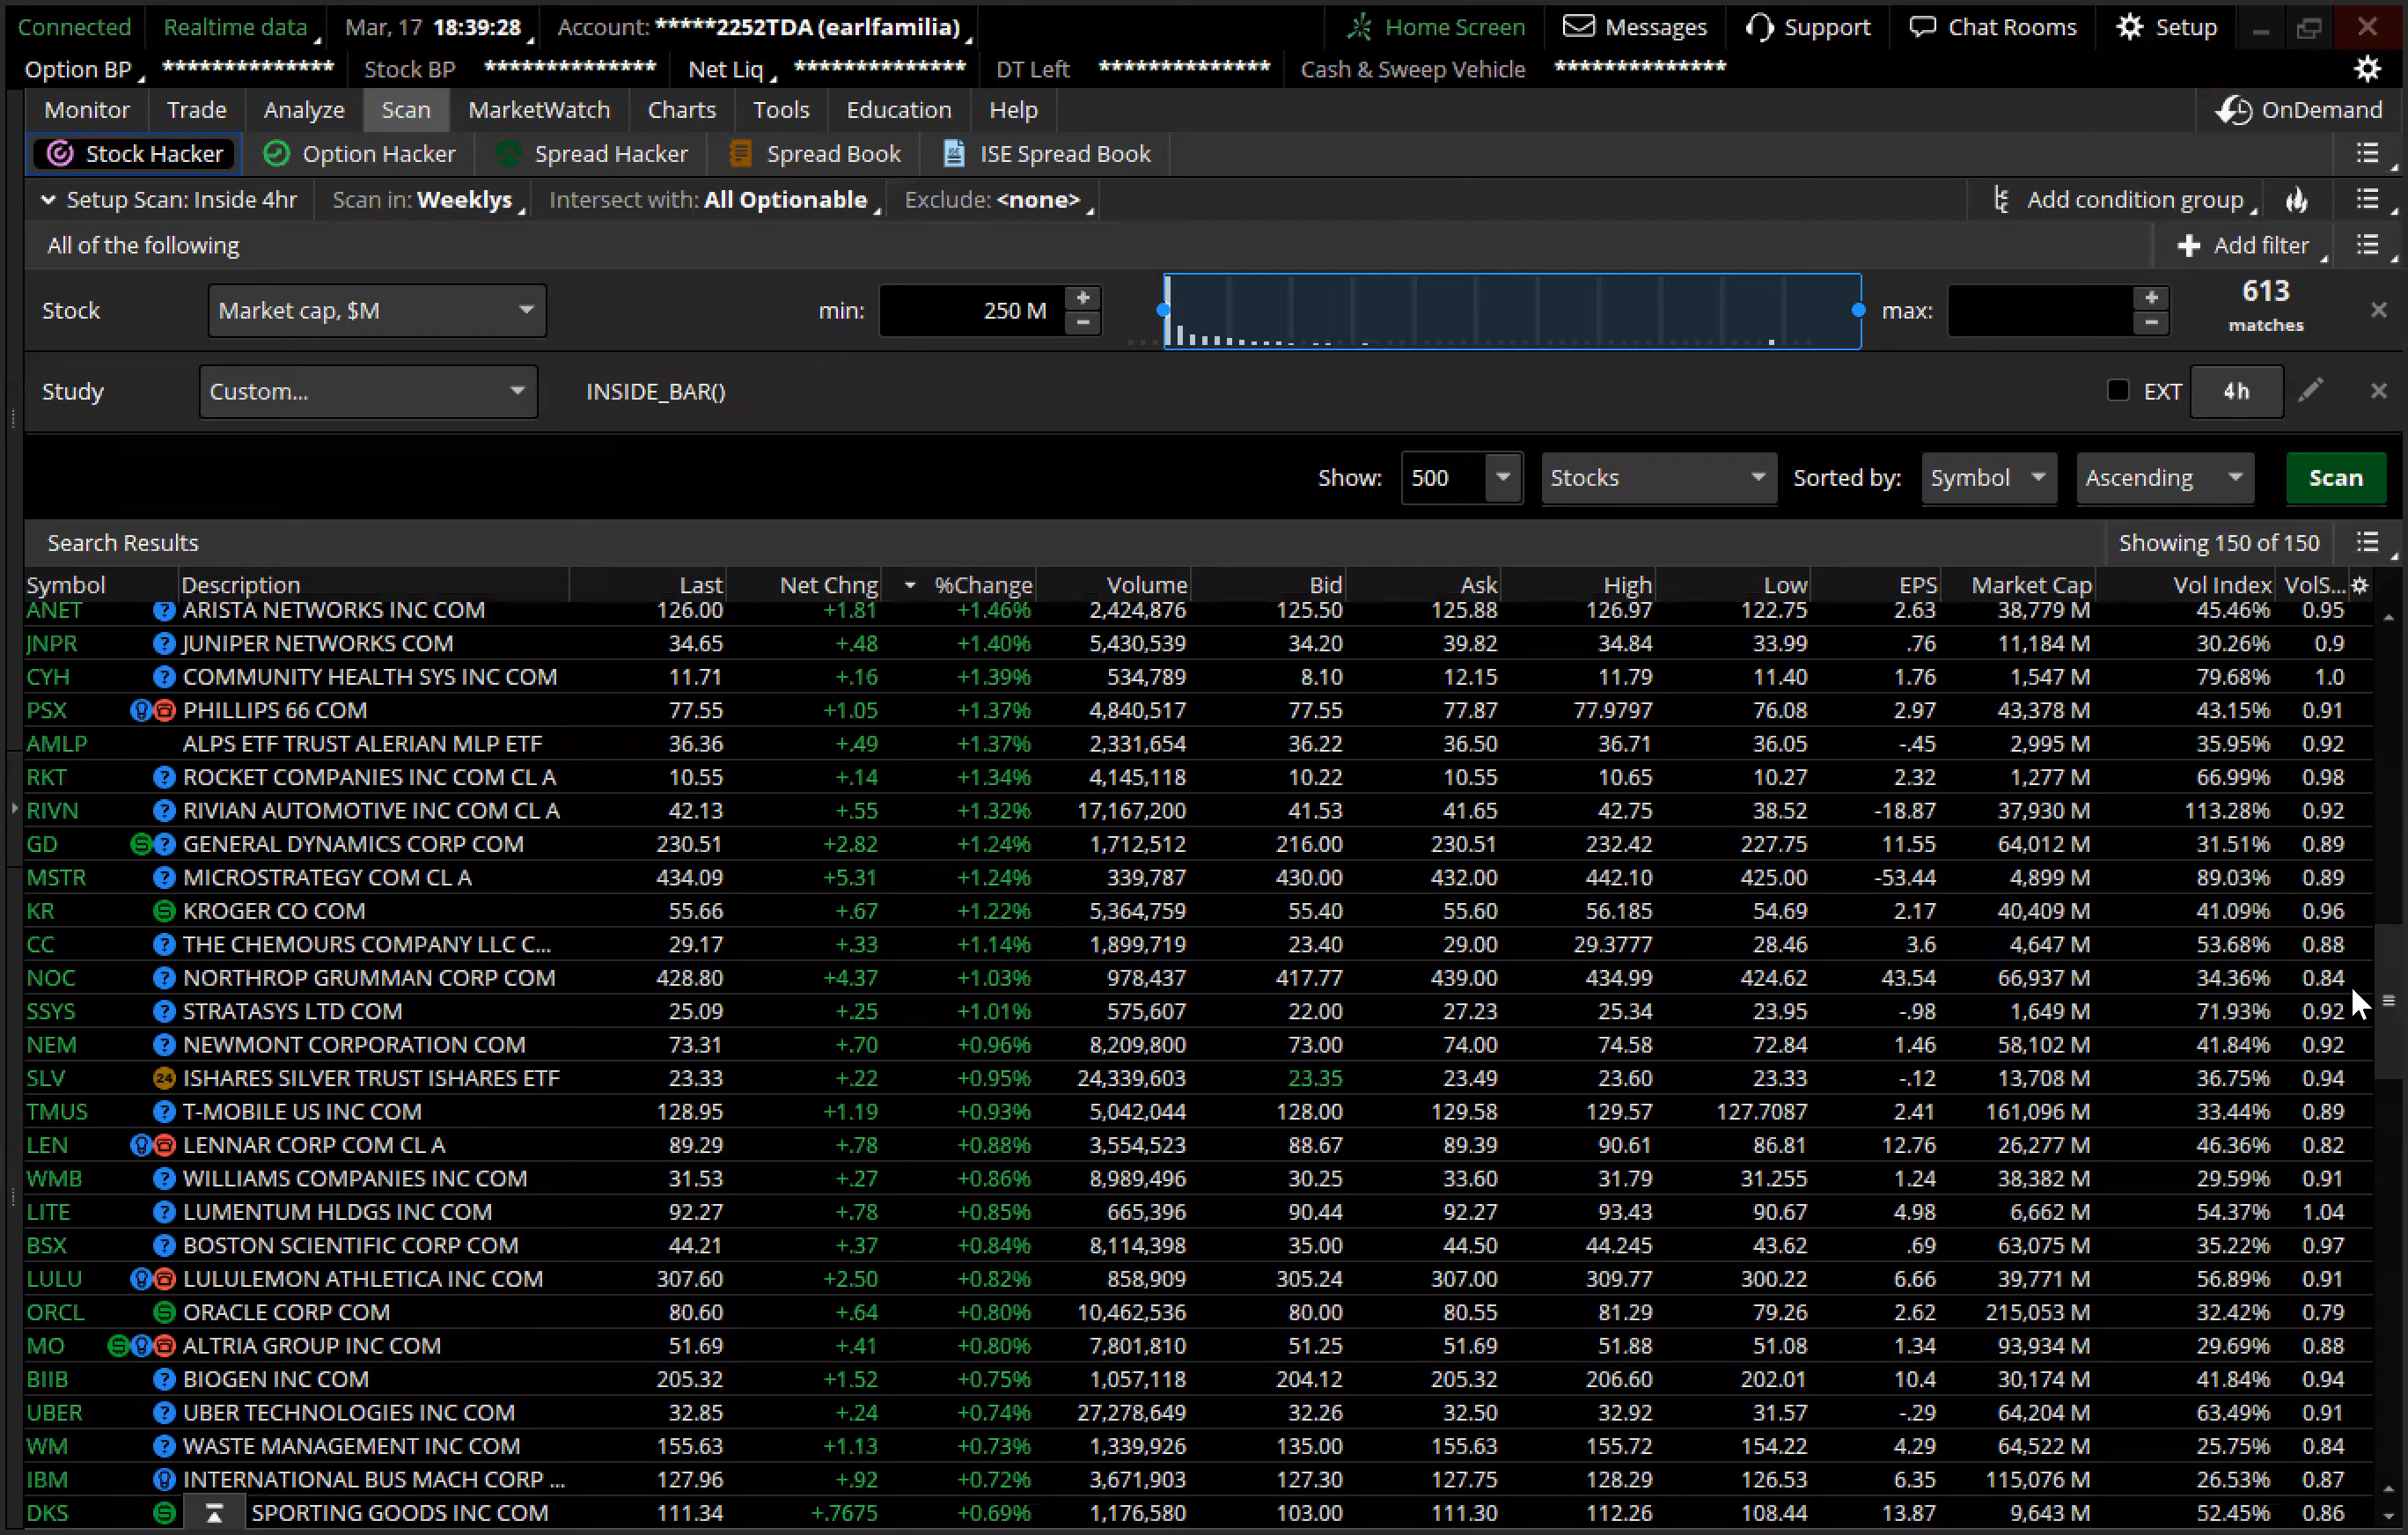 Connected Realtime data Mar, 17 18:39:28 Account: *****2252TDA (earlfamilia) Home Screen Messages Support Chat Rooms Setup
Option BP ************** Stock BP ************** Net Liq ************** DT Left ************** Cash & Sweep Vehicle **************
Monitor Trade Analyze Scan MarketWatch Charts Tools Education Help OnDemand
Stock Hacker Option Hacker Spread Hacker Spread Book ISE Spread Book
Setup Scan: Inside 4hr Scan in: Weeklys Intersect with: All Optionable Exclude: <none> Add condition group
All of the following Add filter
Stock Market cap, $M min: 250 M max: 613 matches
Study Custom... INSIDE_BAR() EXT 4h
Show: 500 Stocks Sorted by: Symbol Ascending Scan
Search Results Showing 150 of 150
Symbol Description Last Net Chng %Change Volume Bid Ask High Low EPS Market Cap Vol Index VolS...
ANET ARISTA NETWORKS INC COM 126.00 +1.81 +1.46% 2,424,876 125.50 125.88 126.97 122.75 2.63 38,779 M 45.46% 0.95
JNPR JUNIPER NETWORKS COM 34.65 +.48 +1.40% 5,430,539 34.20 39.82 34.84 33.99 .76 11,184 M 30.26% 0.9
CYH COMMUNITY HEALTH SYS INC COM 11.71 +.16 +1.39% 534,789 8.10 12.15 11.79 11.40 1.76 1,547 M 79.68% 1.0
PSX PHILLIPS 66 COM 77.55 +1.05 +1.37% 4,840,517 77.55 77.87 77.9797 76.08 2.97 43,378 M 43.15% 0.91
AMLP ALPS ETF TRUST ALERIAN MLP ETF 36.36 +.49 +1.37% 2,331,654 36.22 36.50 36.71 36.05 -.45 2,995 M 35.95% 0.92
RKT ROCKET COMPANIES INC COM CL A 10.55 +.14 +1.34% 4,145,118 10.22 10.55 10.65 10.27 2.32 1,277 M 66.99% 0.98
RIVN RIVIAN AUTOMOTIVE INC COM CL A 42.13 +.55 +1.32% 17,167,200 41.53 41.65 42.75 38.52 -18.87 37,930 M 113.28% 0.92
GD GENERAL DYNAMICS CORP COM 230.51 +2.82 +1.24% 1,712,512 216.00 230.51 232.42 227.75 11.55 64,012 M 31.51% 0.89
MSTR MICROSTRATEGY COM CL A 434.09 +5.31 +1.24% 339,787 430.00 432.00 442.10 425.00 -53.44 4,899 M 89.03% 0.89
KR KROGER CO COM 55.66 +.67 +1.22% 5,364,759 55.40 55.60 56.185 54.69 2.17 40,409 M 41.09% 0.96
CC THE CHEMOURS COMPANY LLC C... 29.17 +.33 +1.14% 1,899,719 23.40 29.00 29.3777 28.46 3.6 4,647 M 53.68% 0.88
NOC NORTHROP GRUMMAN CORP COM 428.80 +4.37 +1.03% 978,437 417.77 439.00 434.99 424.62 43.54 66,937 M 34.36% 0.84
SSYS STRATASYS LTD COM 25.09 +.25 +1.01% 575,607 22.00 27.23 25.34 23.95 -.98 1,649 M 71.93% 0.92
NEM NEWMONT CORPORATION COM 73.31 +.70 +0.96% 8,209,800 73.00 74.00 74.58 72.84 1.46 58,102 M 41.84% 0.92
SLV 24 ISHARES SILVER TRUST ISHARES ETF 23.33 +.22 +0.95% 24,339,603 23.35 23.49 23.60 23.33 -.12 13,708 M 36.75% 0.94
TMUS T-MOBILE US INC COM 128.95 +1.19 +0.93% 5,042,044 128.00 129.58 129.57 127.7087 2.41 161,096 M 33.44% 0.89
LEN LENNAR CORP COM CL A 89.29 +.78 +0.88% 3,554,523 88.67 89.39 90.61 86.81 12.76 26,277 M 46.36% 0.82
WMB WILLIAMS COMPANIES INC COM 31.53 +.27 +0.86% 8,989,496 30.25 33.60 31.79 31.255 1.24 38,382 M 29.59% 0.91
LITE LUMENTUM HLDGS INC COM 92.27 +.78 +0.85% 665,396 90.44 92.27 93.43 90.67 4.98 6,662 M 54.37% 1.04
BSX BOSTON SCIENTIFIC CORP COM 44.21 +.37 +0.84% 8,114,398 35.00 44.50 44.245 43.62 .69 63,075 M 35.22% 0.97
LULU LULULEMON ATHLETICA INC COM 307.60 +2.50 +0.82% 858,909 305.24 307.00 309.77 300.22 6.66 39,771 M 56.89% 0.91
ORCL ORACLE CORP COM 80.60 +.64 +0.80% 10,462,536 80.00 80.55 81.29 79.26 2.62 215,053 M 32.42% 0.79
MO ALTRIA GROUP INC COM 51.69 +.41 +0.80% 7,801,810 51.25 51.69 51.88 51.08 1.34 93,934 M 29.69% 0.88
BIIB BIOGEN INC COM 205.32 +1.52 +0.75% 1,057,118 204.12 205.32 206.60 202.01 10.4 30,174 M 41.84% 0.94
UBER UBER TECHNOLOGIES INC COM 32.85 +.24 +0.74% 27,278,649 32.26 32.50 32.92 31.57 -.29 64,204 M 63.49% 0.91
WM WASTE MANAGEMENT INC COM 155.63 +1.13 +0.73% 1,339,926 135.00 155.63 155.72 154.22 4.29 64,522 M 25.75% 0.84
IBM INTERNATIONAL BUS MACH CORP ... 127.96 +.92 +0.72% 3,671,903 127.30 127.75 128.29 126.53 6.35 115,076 M 26.53% 0.87
DKS SPORTING GOODS INC COM 111.34 +.7675 +0.69% 1,176,580 103.00 111.30 112.26 108.44 13.87 9,643 M 52.45% 0.86